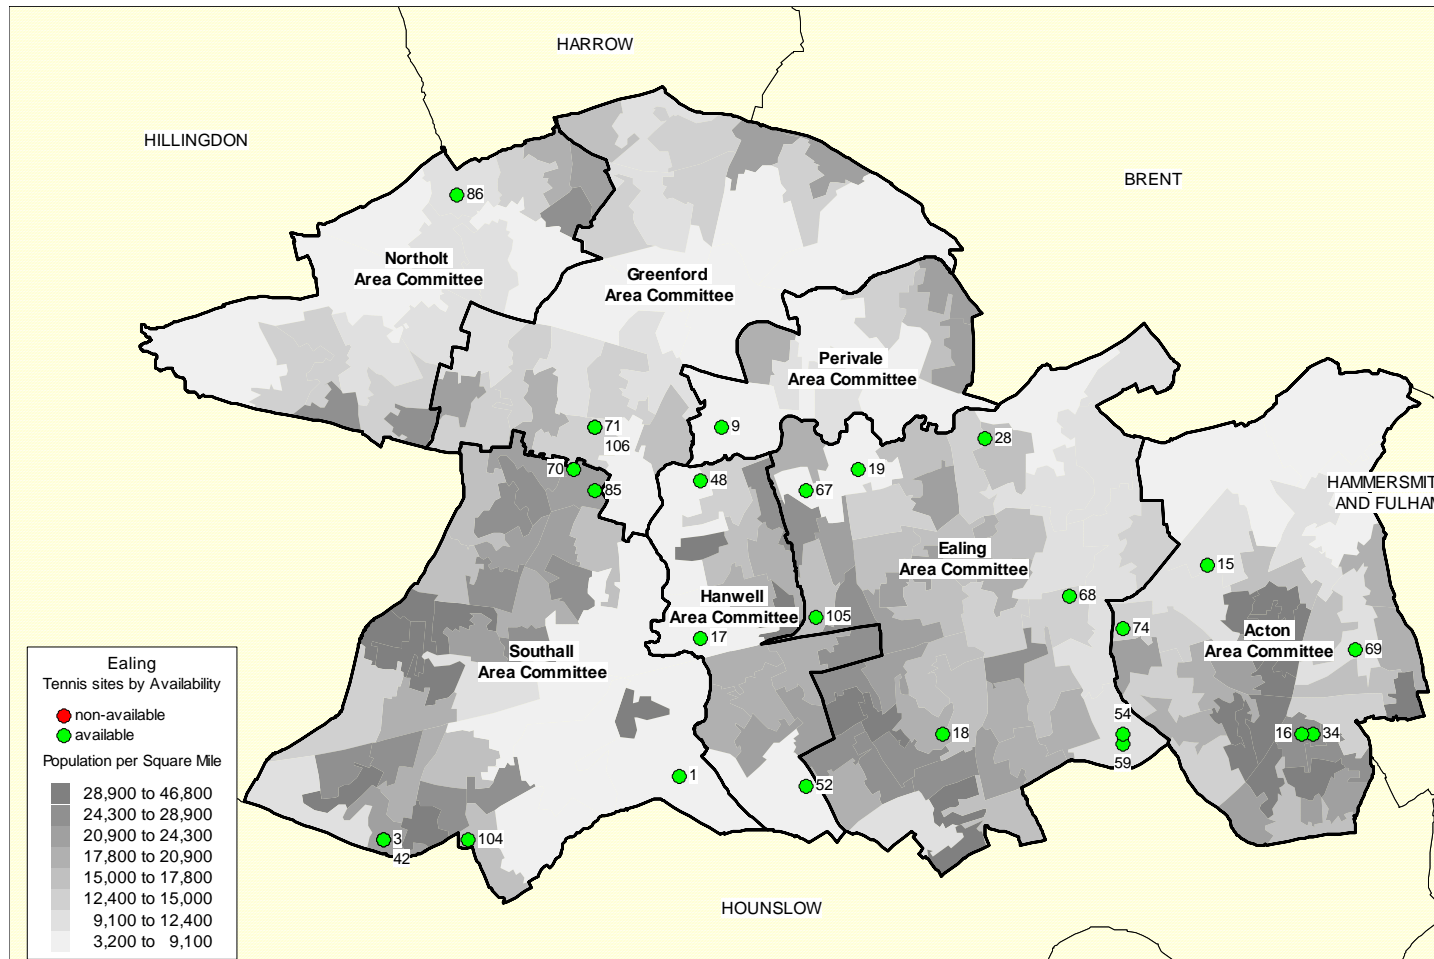 HARROW
HILLINGDON
BRENT
86
Northolt
Area Committee
Greenford
Area Committee
Perivale
Area Committee
71
106
9
28
70
85
48
67
19
HAMMERSMIT
AND FULHAM
Ealing
Area Committee
15
Hanwell
Area Committee
68
105
74
17
Southall
Area Committee
Acton
Area Committee
69
54
18
16
34
59
1
52
3
42
104
HOUNSLOW
Ealing
Tennis sites by Availability
non-available
available
Population per Square Mile
28,900 to 46,800
24,300 to 28,900
20,900 to 24,300
17,800 to 20,900
15,000 to 17,800
12,400 to 15,000
9,100 to 12,400
3,200 to 9,100